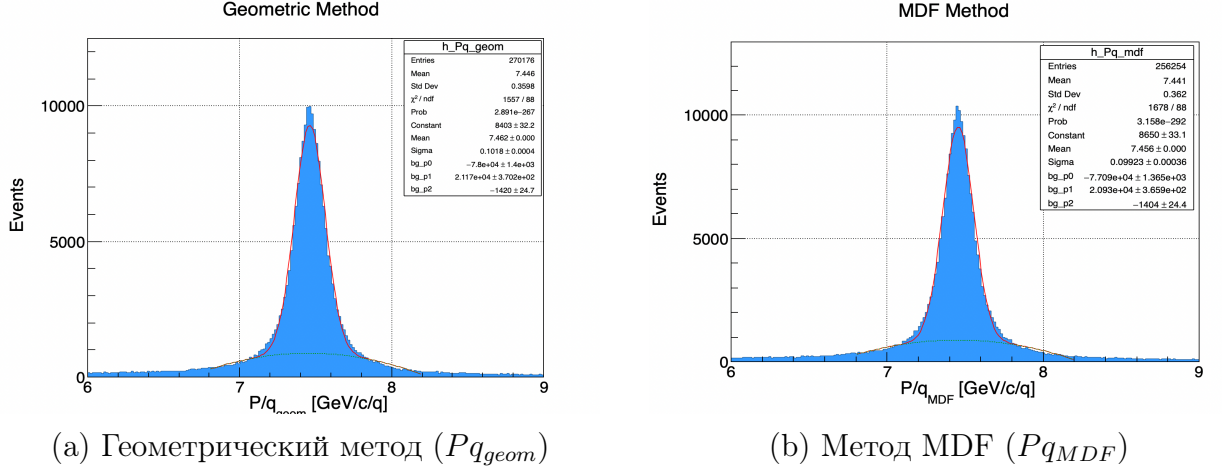 Geometric Method
Events
10000
5000
0
6
7
8
9
P/q_geom [GeV/c/q]
h_Pq_geom
Entries 270176
Mean 7.446
Std Dev 0.3598
χ² / ndf 1557 / 88
Prob 2.891e−267
Constant 8403 ± 32.2
Mean 7.462 ± 0.000
Sigma 0.1018 ± 0.0004
bg_p0 −7.8e+04 ± 1.4e+03
bg_p1 2.117e+04 ± 3.702e+02
bg_p2 −1420 ± 24.7
(a) Геометрический метод (Pq_geom)
MDF Method
Events
10000
5000
0
6
7
8
9
P/q_MDF [GeV/c/q]
h_Pq_mdf
Entries 256254
Mean 7.441
Std Dev 0.362
χ² / ndf 1678 / 88
Prob 3.158e−292
Constant 8650 ± 33.1
Mean 7.456 ± 0.000
Sigma 0.09923 ± 0.00036
bg_p0 −7.709e+04 ± 1.365e+03
bg_p1 2.093e+04 ± 3.659e+02
bg_p2 −1404 ± 24.4
(b) Метод MDF (Pq_MDF)